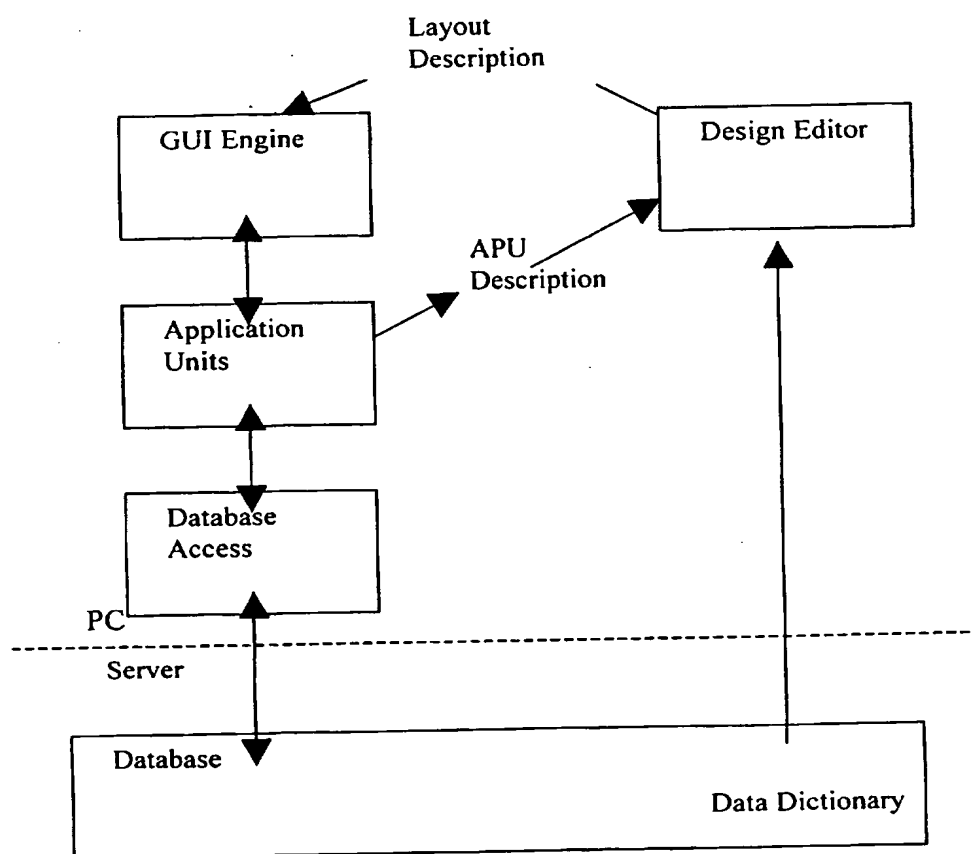 Layout
Description
GUI Engine
Design Editor
APU
Description
Application
Units
Database
Access
PC
Server
Database
Data Dictionary